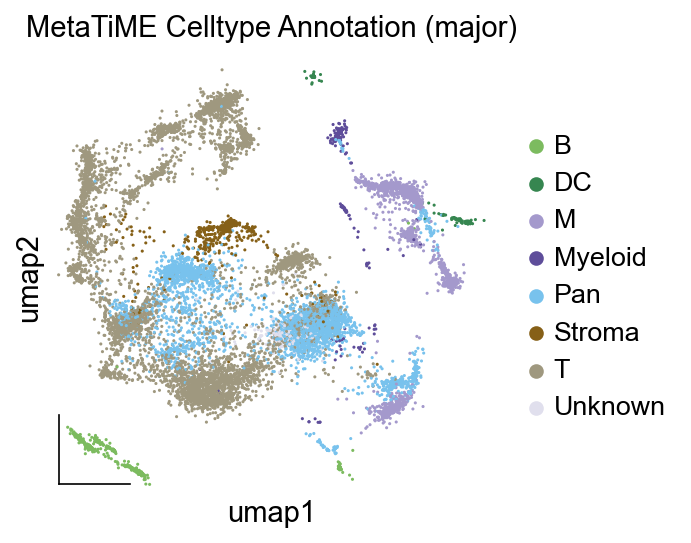 MetaTiME Celltype Annotation (major)
B
DC
M
Myeloid
Pan
Stroma
T
Unknown
umap2
umap1